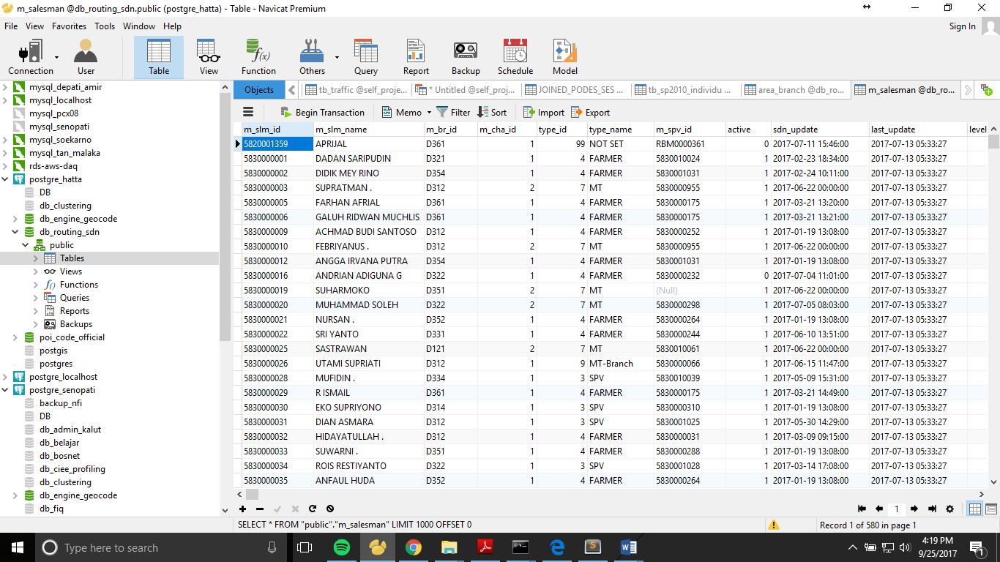 m_salesman @db_routing_sdn.public (postgre_hatta) - Table - Navicat Premium
File View Favorites Tools Window Help
Sign In
Connection User Table View Function Others Query Report Backup Schedule Model
mysql_depati_amir
mysql_localhost
mysql_pcx08
mysql_senopati
mysql_soekarno
mysql_tan_malaka
rds-aws-daq
postgre_hatta
DB
db_clustering
db_engine_geocode
db_routing_sdn
public
Tables
Views
Functions
Queries
Reports
Backups
poi_code_official
postgis
postgres
postgre_localhost
postgre_senopati
backup_nfi
DB
db_admin_kalut
db_belajar
db_bosnet
db_ciee_profiling
db_clustering
db_engine_geocode
db_fiq
Objects tb_traffic @self_proje... * Untitled @self_proj... JOINED_PODES_SES ... tb_sp2010_individu ... area_branch @db_ro... m_salesman @db_ro...
Begin Transaction Memo Filter Sort Import Export
m_slm_id m_slm_name m_br_id m_cha_id type_id type_name m_spv_id active sdn_update last_update level
5820001359 APRIJAL D361 1 99 NOT SET RBM0000361 0 2017-07-11 15:46:00 2017-07-13 05:33:27
5830000001 DADAN SARIPUDIN D321 1 4 FARMER 5830010024 1 2017-02-23 18:34:00 2017-07-13 05:33:27
5830000002 DIDIK MEY RINO D354 1 4 FARMER 5830001031 1 2017-02-24 10:11:00 2017-07-13 05:33:27
5830000003 SUPRATMAN . D312 2 7 MT 5830000955 1 2017-06-22 00:00:00 2017-07-13 05:33:27
5830000005 FARHAN AFRIAL D361 1 4 FARMER 5830000175 1 2017-03-21 13:20:00 2017-07-13 05:33:27
5830000006 GALUH RIDWAN MUCHLIS D361 1 4 FARMER 5830000175 1 2017-03-21 13:21:00 2017-07-13 05:33:27
5830000009 ACHMAD BUDI SANTOSO D312 1 4 FARMER 5830000252 1 2017-01-19 13:08:00 2017-07-13 05:33:27
5830000010 FEBRIYANUS . D312 2 7 MT 5830000955 1 2017-06-22 00:00:00 2017-07-13 05:33:27
5830000012 ANGGA IRVANA PUTRA D354 1 4 FARMER 5830001031 1 2017-01-19 13:08:00 2017-07-13 05:33:27
5830000016 ANDRIAN ADIGUNA G D322 1 4 FARMER 5830000232 0 2017-07-04 11:01:00 2017-07-13 05:33:27
5830000019 SUHARMOKO D351 2 7 MT (Null) 1 2017-06-22 00:00:00 2017-07-13 05:33:27
5830000020 MUHAMMAD SOLEH D322 2 7 MT 5830000298 1 2017-07-05 08:03:00 2017-07-13 05:33:27
5830000021 NURSAN . D352 1 4 FARMER 5830000264 1 2017-01-19 13:08:00 2017-07-13 05:33:27
5830000022 SRI YANTO D331 1 4 FARMER 5830000244 1 2017-06-10 13:51:00 2017-07-13 05:33:27
5830000025 SASTRAWAN D121 2 7 MT 5830010061 1 2017-06-22 00:00:00 2017-07-13 05:33:27
5830000026 UTAMI SUPRIATI D312 1 9 MT-Branch 5830000066 1 2017-06-15 11:47:00 2017-07-13 05:33:27
5830000028 MUFIDIN . D334 1 3 SPV 5830010039 1 2017-05-09 15:31:00 2017-07-13 05:33:27
5830000029 R ISMAIL D361 1 4 FARMER 5830000175 1 2017-03-21 14:49:00 2017-07-13 05:33:27
5830000030 EKO SUPRIYONO D314 1 3 SPV 5830000310 1 2017-01-19 13:08:00 2017-07-13 05:33:27
5830000031 DIAN ASMARA D312 1 3 SPV 5830001025 1 2017-05-30 14:29:00 2017-07-13 05:33:27
5830000032 HIDAYATULLAH . D312 1 4 FARMER 5830000031 1 2017-03-09 09:15:00 2017-07-13 05:33:27
5830000033 SUWARNI . D351 1 4 FARMER 5830000288 1 2017-01-19 13:08:00 2017-07-13 05:33:27
5830000034 ROIS RESTIYANTO D322 1 3 SPV 5830001028 1 2017-03-14 17:08:00 2017-07-13 05:33:27
5830000035 ANFAUL HUDA D352 1 4 FARMER 5830000264 1 2017-01-19 13:08:00 2017-07-13 05:33:27
1
SELECT * FROM "public"."m_salesman" LIMIT 1000 OFFSET 0
Record 1 of 580 in page 1
Type here to search
4:19 PM
9/25/2017
1